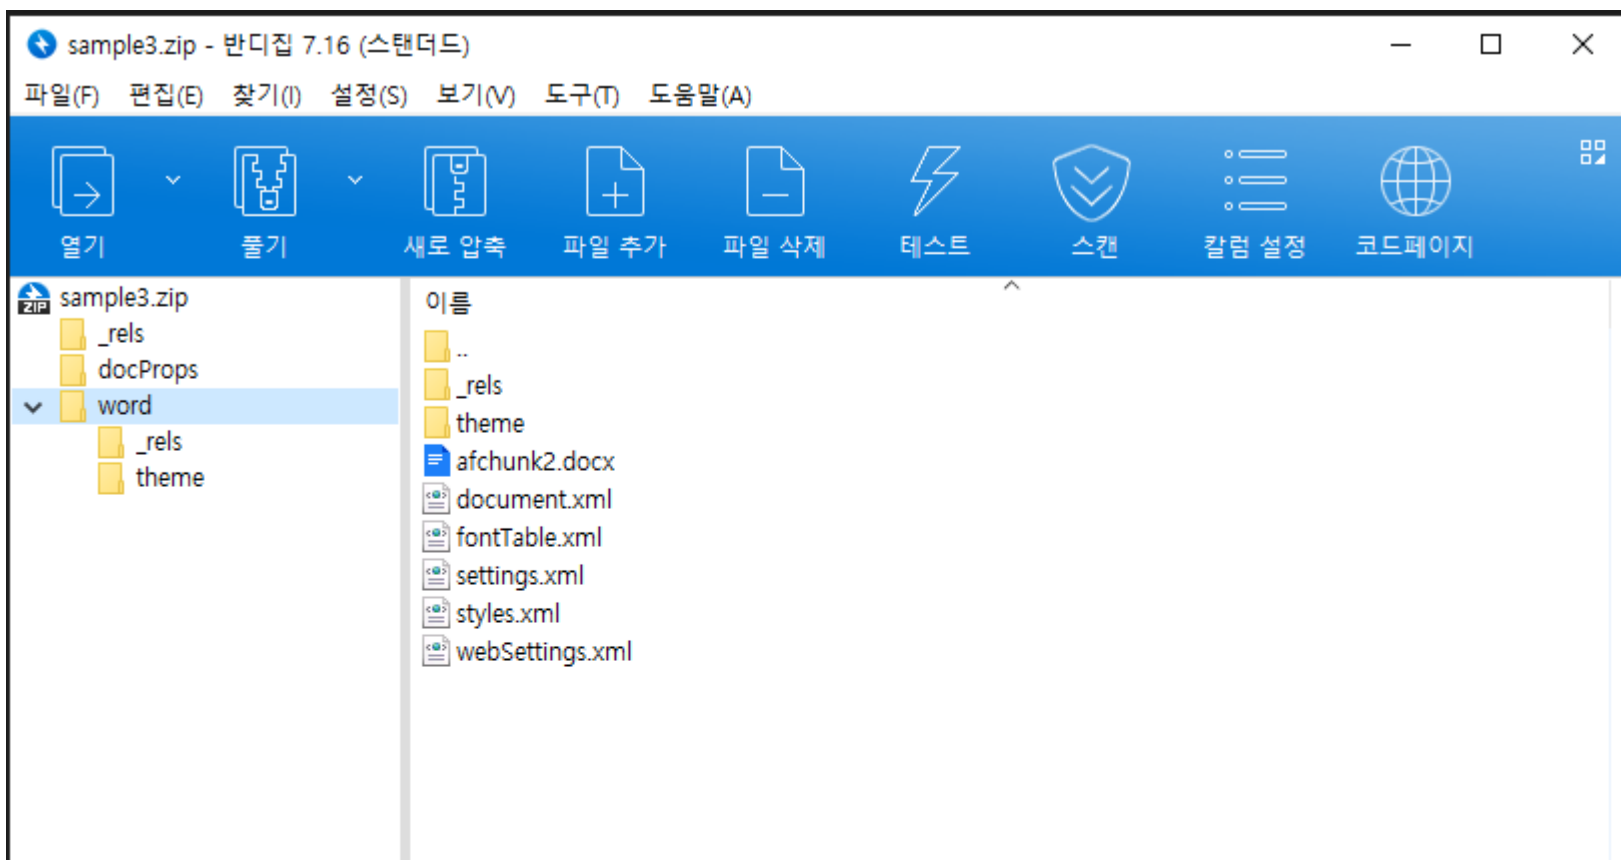 sample3.zip - 반디집 7.16 (스탠더드)
파일(F) 편집(E) 찾기(I) 설정(S) 보기(V) 도구(T) 도움말(A)
열기 풀기 새로 압축 파일 추가 파일 삭제 테스트 스캔 칼럼 설정 코드페이지
ZIP sample3.zip
_rels
docProps
word
_rels
theme
이름
..
_rels
theme
afchunk2.docx
document.xml
fontTable.xml
settings.xml
styles.xml
webSettings.xml